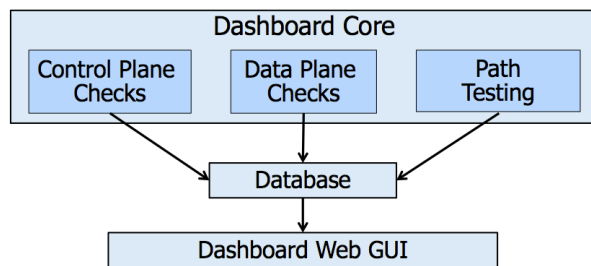 Dashboard Core
Control Plane
Checks
Data Plane
Checks
Path
Testing
Database
Dashboard Web GUI